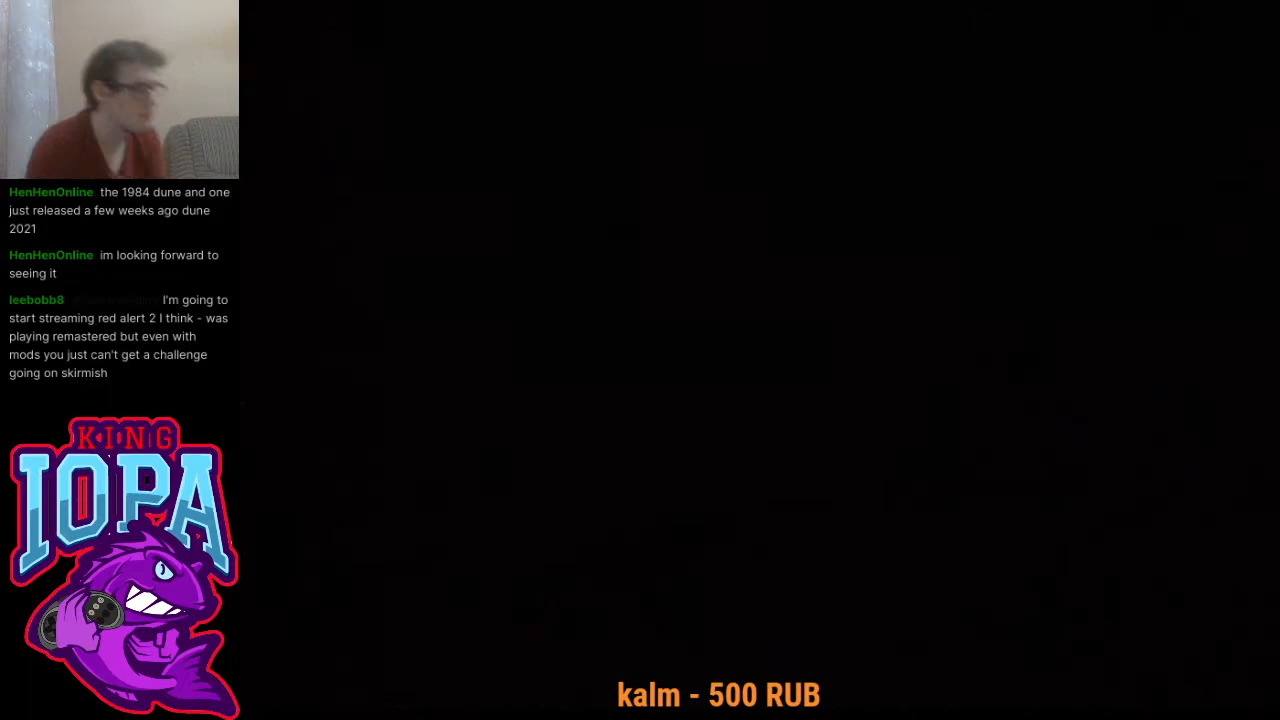 HenHenOnline the 1984 dune and one
just released a few weeks ago dune
2021
HenHenOnline im looking forward to
seeing it
leebobb8 I'm going to
start streaming red alert 2 I think - was
playing remastered but even with
mods you just can't get a challenge
going on skirmish
KING
IOPA
kalm - 500 RUB